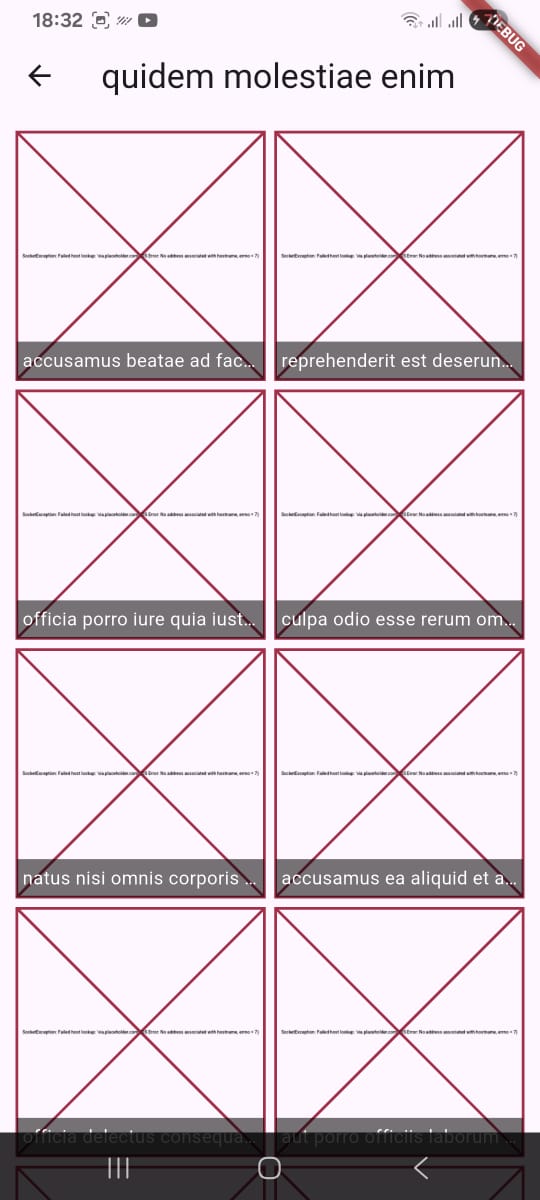 18:32
DEBUG
quidem molestiae enim
SocketException: Failed host lookup: 'via.placeholder.com' Error: No address associated with hostname, errno = 7)
SocketException: Failed host lookup: 'via.placeholder.com' Error: No address associated with hostname, errno = 7)
accusamus beatae ad fac...
reprehenderit est deserun...
SocketException: Failed host lookup: 'via.placeholder.com' Error: No address associated with hostname, errno = 7)
SocketException: Failed host lookup: 'via.placeholder.com' Error: No address associated with hostname, errno = 7)
officia porro iure quia iust...
culpa odio esse rerum om...
SocketException: Failed host lookup: 'via.placeholder.com' Error: No address associated with hostname, errno = 7)
SocketException: Failed host lookup: 'via.placeholder.com' Error: No address associated with hostname, errno = 7)
natus nisi omnis corporis ...
accusamus ea aliquid et a...
SocketException: Failed host lookup: 'via.placeholder.com' Error: No address associated with hostname, errno = 7)
SocketException: Failed host lookup: 'via.placeholder.com' Error: No address associated with hostname, errno = 7)
officia delectus consequa...
aut porro officiis laborum ...